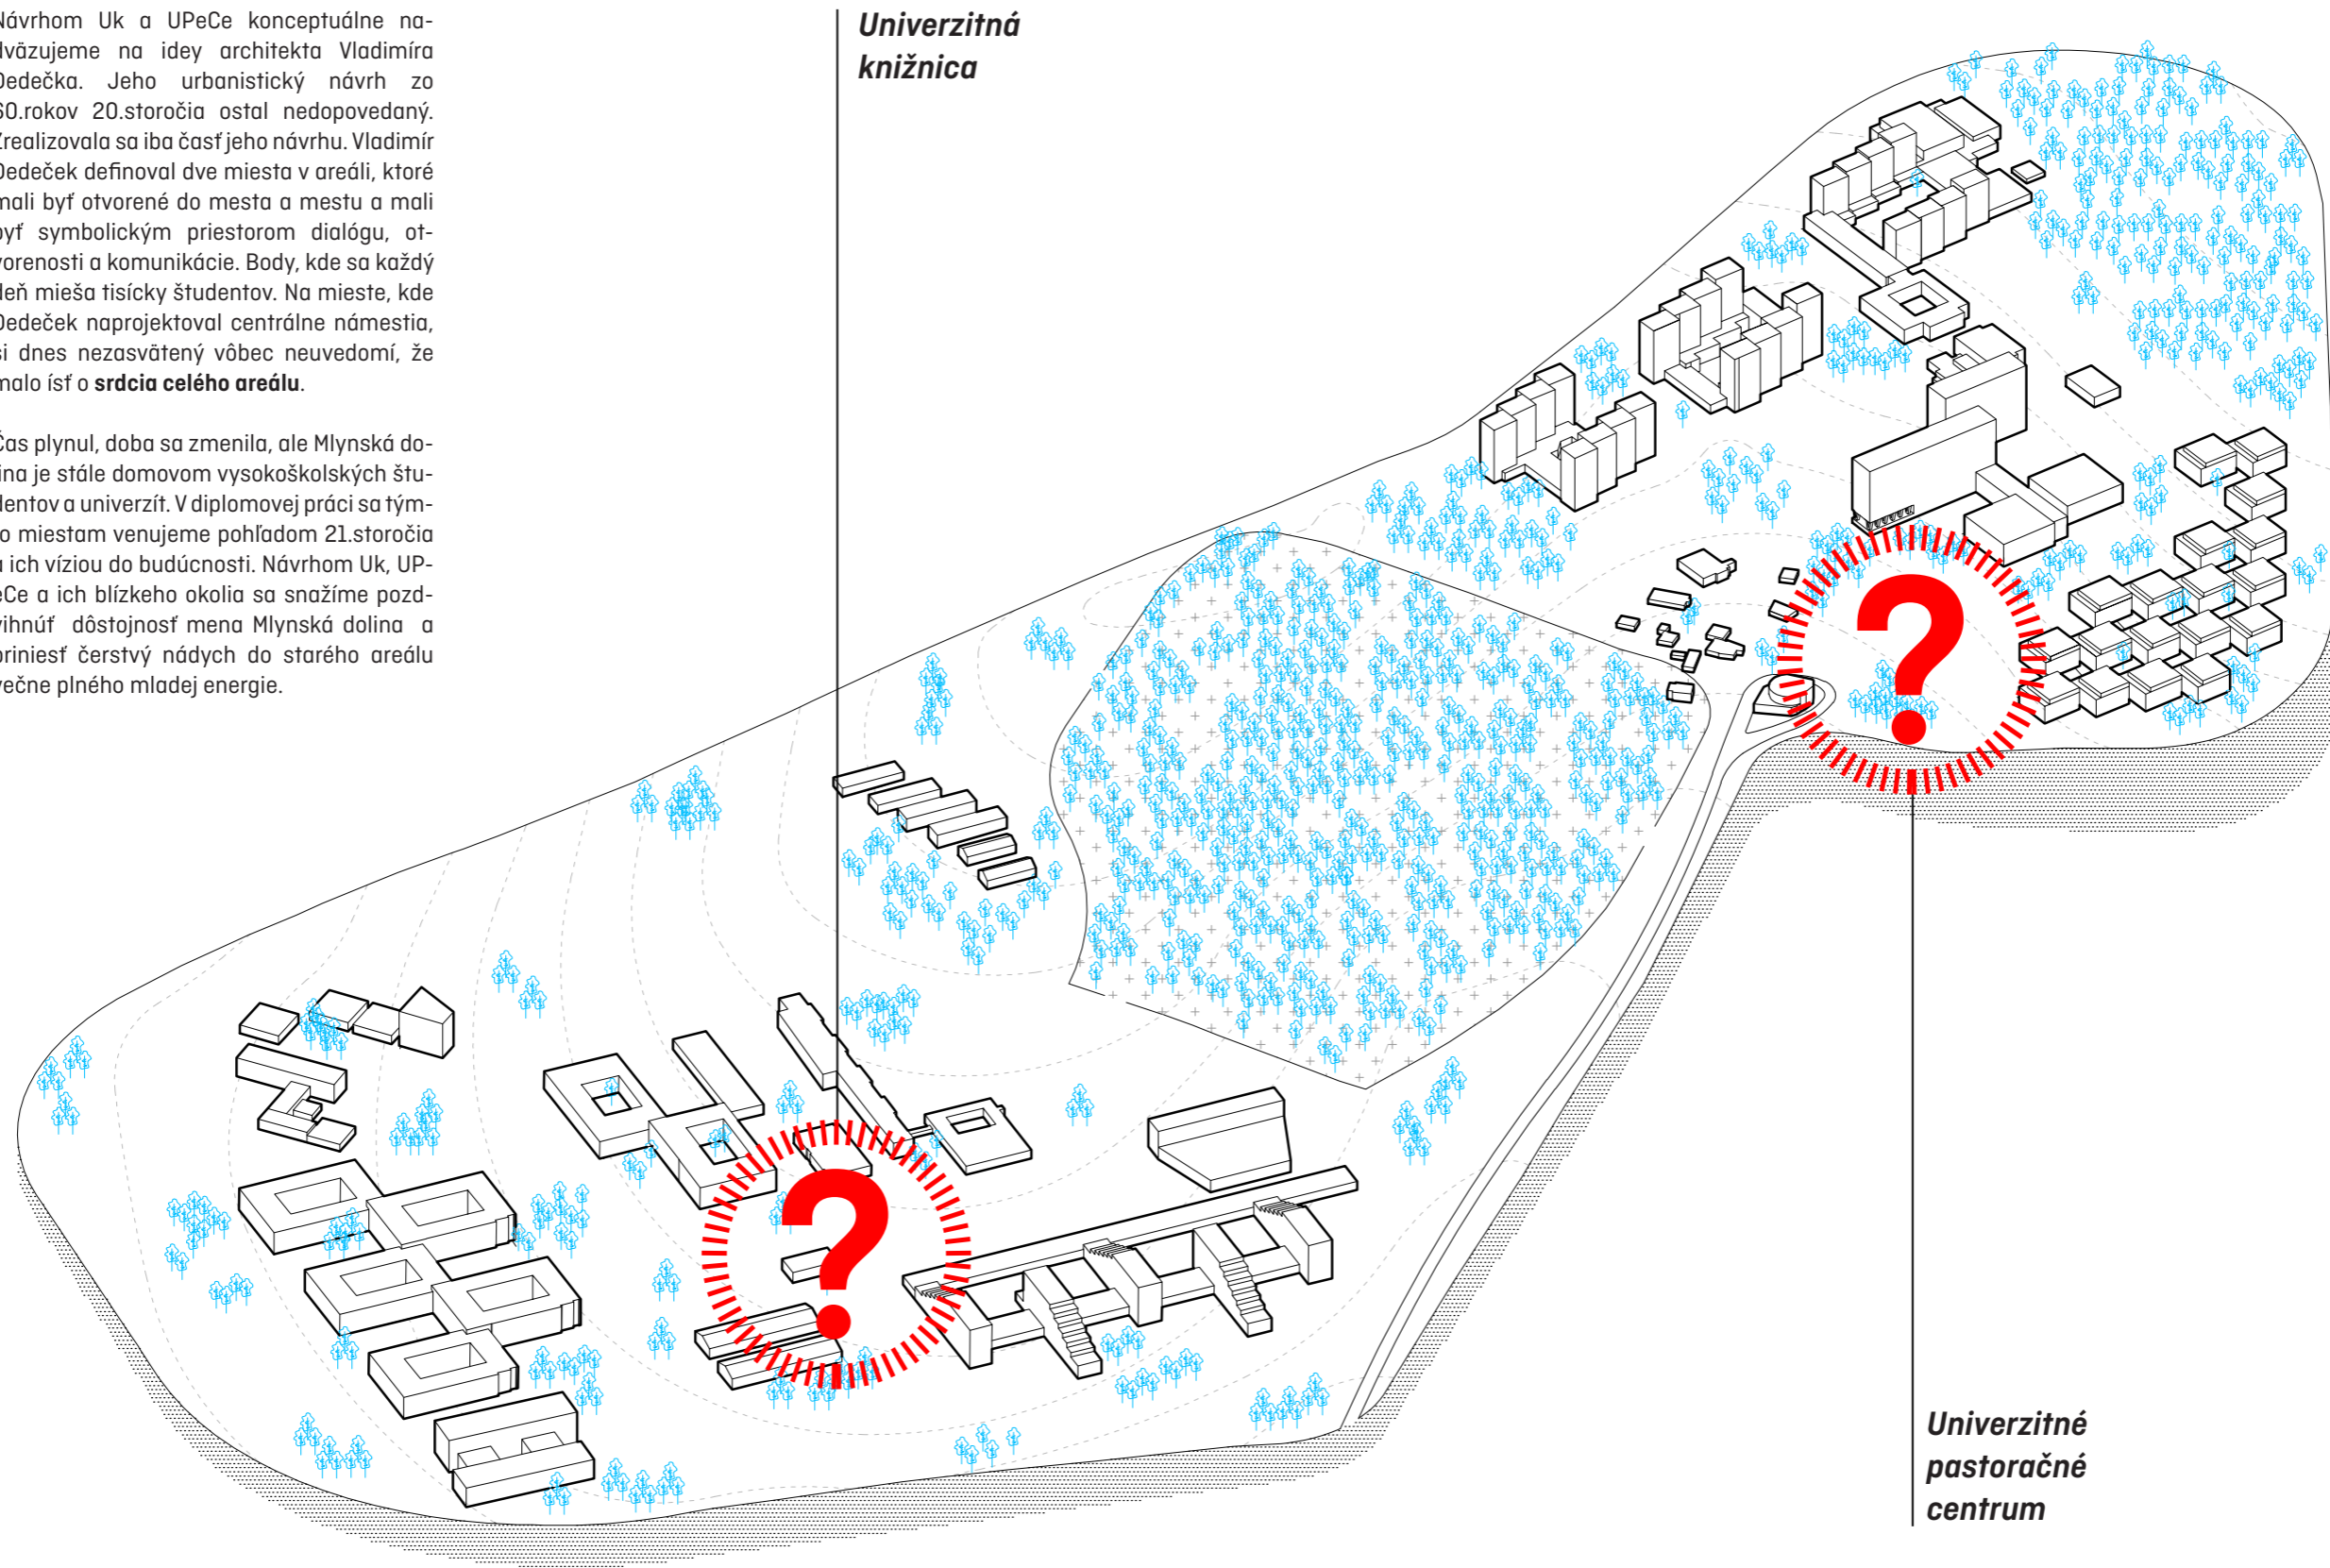 Návrhom Uk a UPeCe konceptuálne na-
dväzujeme na idey architekta Vladimíra
Dedečka. Jeho urbanistický návrh zo
60.rokov 20.storočia ostal nedopovedaný.
Zrealizovala sa iba časť jeho návrhu. Vladimír
Dedeček definoval dve miesta v areáli, ktoré
mali byť otvorené do mesta a mestu a mali
byť symbolickým priestorom dialógu, ot-
vorenosti a komunikácie. Body, kde sa každý
deň mieša tisícky študentov. Na mieste, kde
Dedeček naprojektoval centrálne námestia,
si dnes nezasvätený vôbec neuvedomí, že
malo ísť o srdcia celého areálu.
Čas plynul, doba sa zmenila, ale Mlynská do-
lina je stále domovom vysokoškolských štu-
dentov a univerzít. V diplomovej práci sa tým-
to miestam venujeme pohľadom 21.storočia
a ich víziou do budúcnosti. Návrhom Uk, UP-
eCe a ich blízkeho okolia sa snažíme pozd-
vihnúť dôstojnosť mena Mlynská dolina a
priniesť čerstvý nádych do starého areálu
večne plného mladej energie.
Univerzitná
knižnica
?
?
Univerzitné
pastoračné
centrum